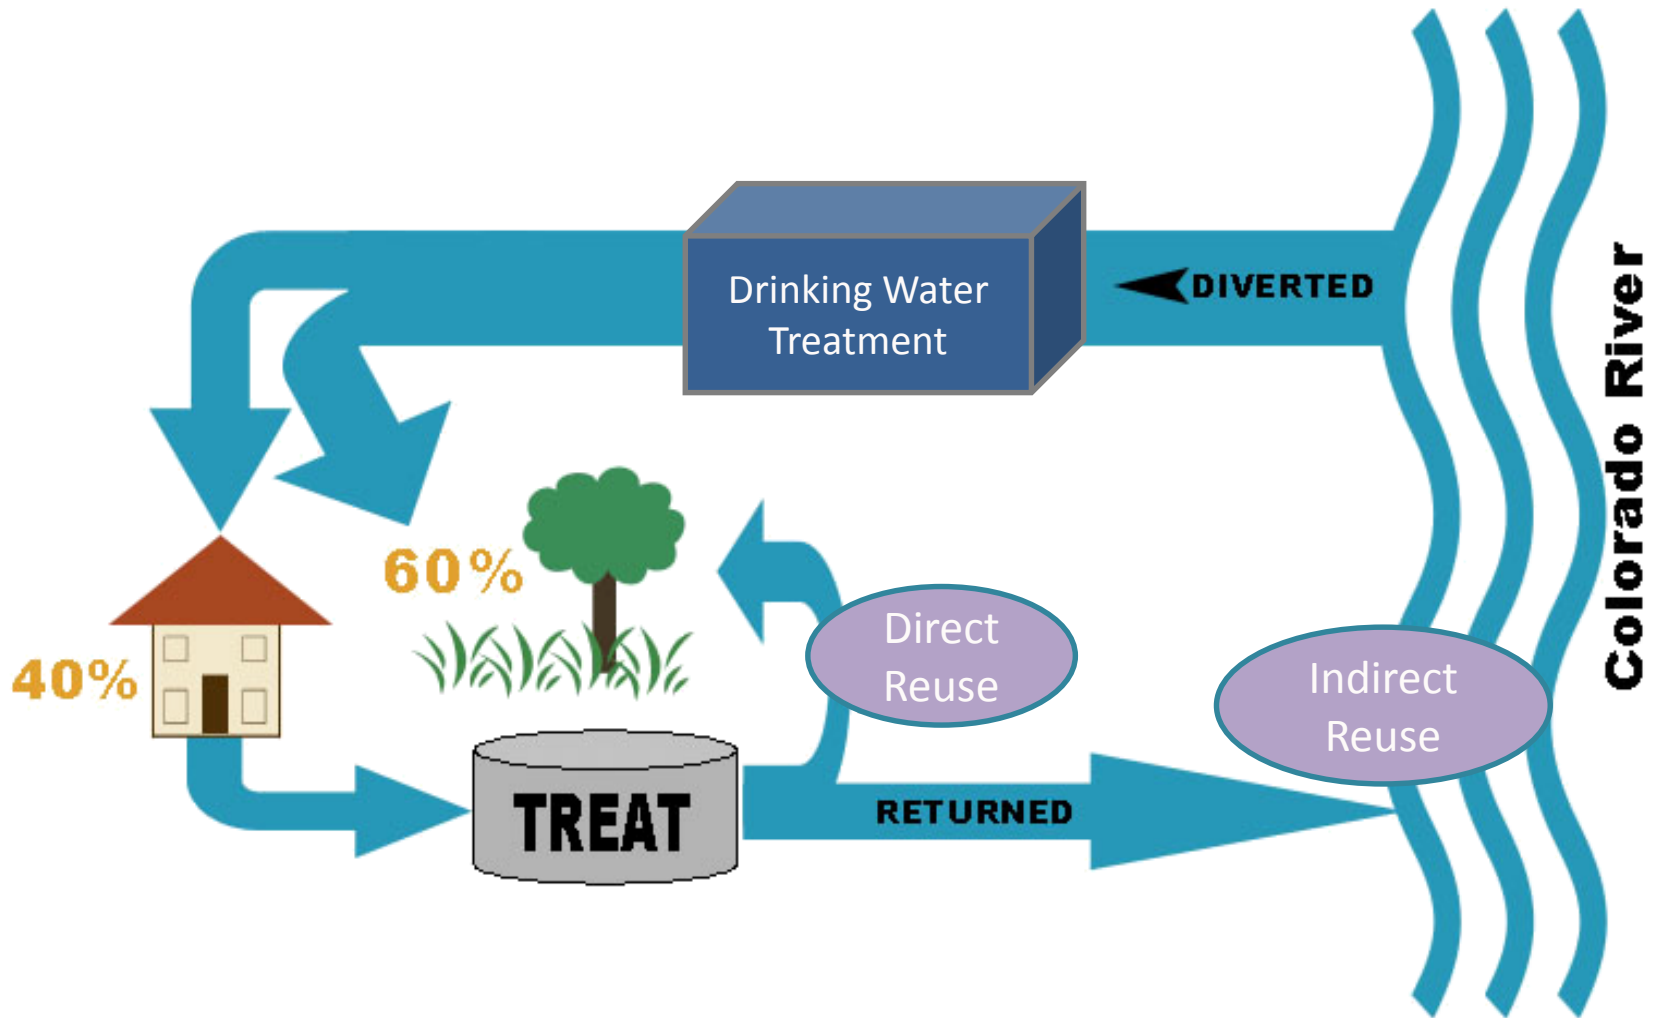 Drinking Water
Treatment
DIVERTED
Colorado River
60%
40%
Direct
Reuse
Indirect
Reuse
TREAT
RETURNED